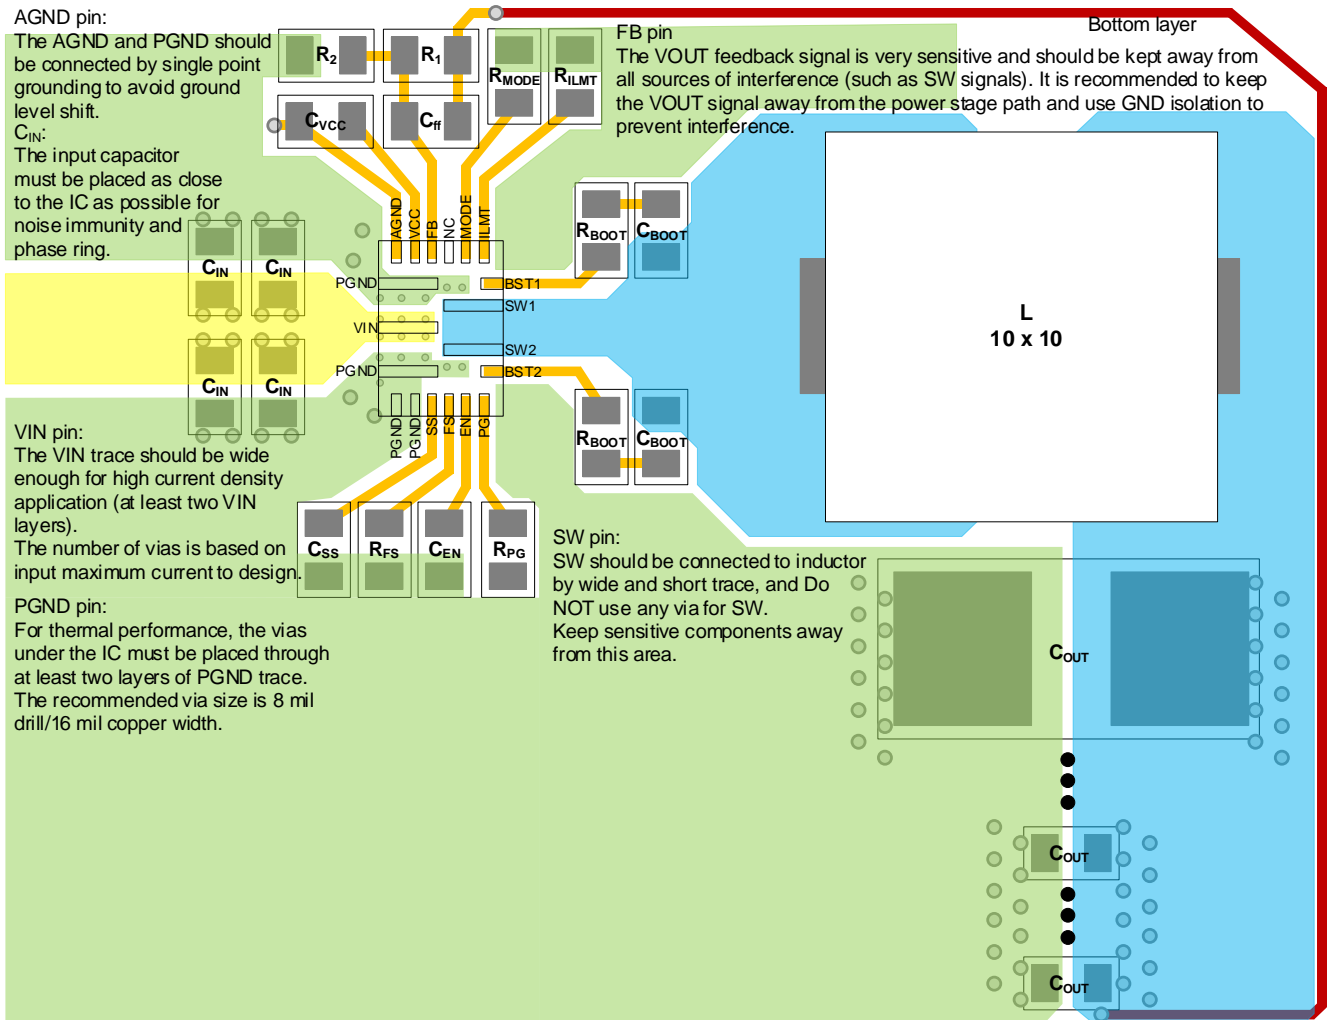 AGND pin:
The AGND and PGND should
be connected by single point
grounding to avoid ground
level shift.
CIN:
The input capacitor
must be placed as close
to the IC as possible for
noise immunity and
phase ring.
R2
R1
RMODE
RILMT
CVCC
Cff
FB pin
The VOUT feedback signal is very sensitive and should be kept away from
all sources of interference (such as SW signals). It is recommended to keep
the VOUT signal away from the power stage path and use GND isolation to
prevent interference.
Bottom layer
AGND
VCC
FB
NC
MODE
ILMT
RBOOT
CBOOT
CIN
CIN
PGND
BST1
SW1
VIN
SW2
PGND
BST2
L
10 x 10
CIN
CIN
PGND
PGND
SS
FS
EN
PG
RBOOT
CBOOT
VIN pin:
The VIN trace should be wide
enough for high current density
application (at least two VIN
layers).
The number of vias is based on
input maximum current to design.
CSS
RFS
CEN
RPG
SW pin:
SW should be connected to inductor
by wide and short trace, and Do
NOT use any via for SW.
Keep sensitive components away
from this area.
PGND pin:
For thermal performance, the vias
under the IC must be placed through
at least two layers of PGND trace.
The recommended via size is 8 mil
drill/16 mil copper width.
COUT
COUT
COUT